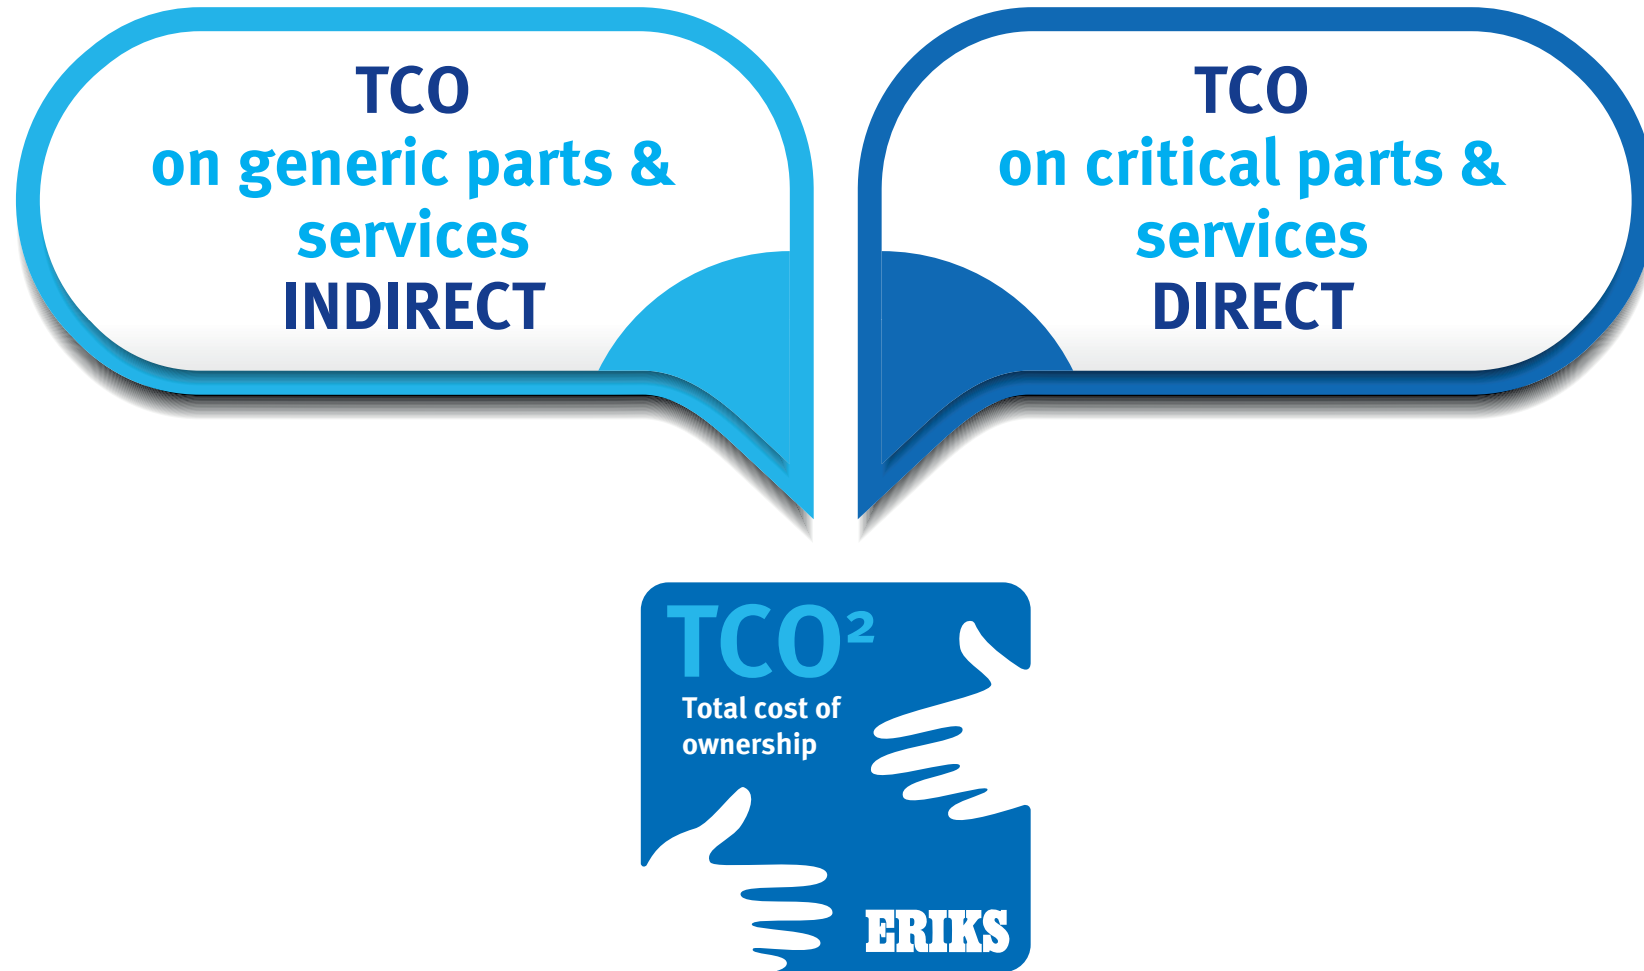 TCO
on generic parts &
services
INDIRECT
TCO
on critical parts &
services
DIRECT
TCO²
Total cost of
ownership
ERIKS